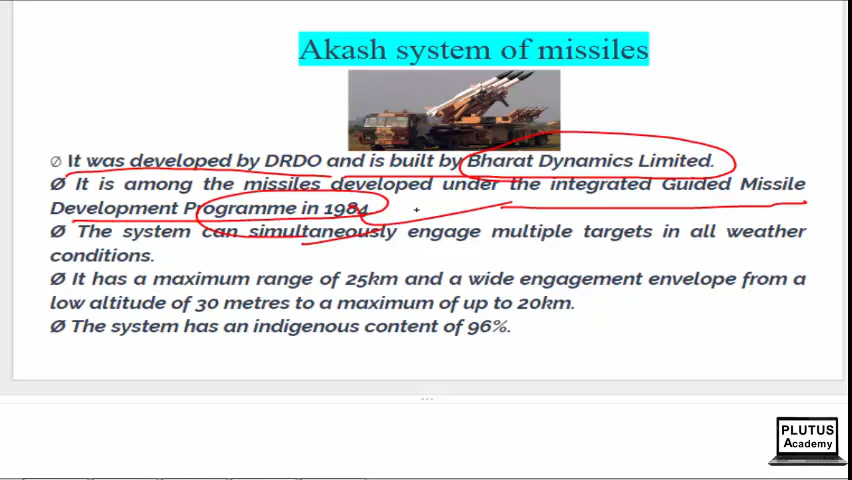 Akash system of missiles
Ø It was developed by DRDO and is built by Bharat Dynamics Limited.
Ø It is among the missiles developed under the integrated Guided Missile
Development Programme in 1984
Ø The system can simultaneously engage multiple targets in all weather
conditions.
Ø It has a maximum range of 25km and a wide engagement envelope from a
low altitude of 30 metres to a maximum of up to 20km.
Ø The system has an indigenous content of 96%.
PLUTUS
Academy